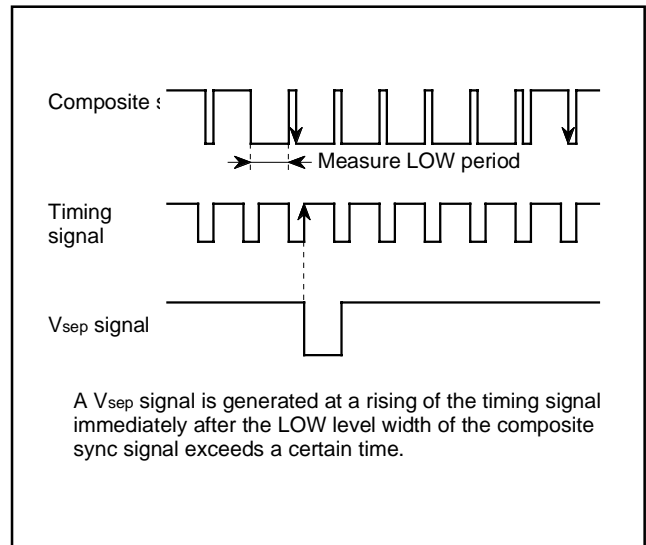 Composite
Measure LOW period
Timing
signal
Vsep signal
A Vsep signal is generated at a rising of the timing signal
immediately after the LOW level width of the composite
sync signal exceeds a certain time.